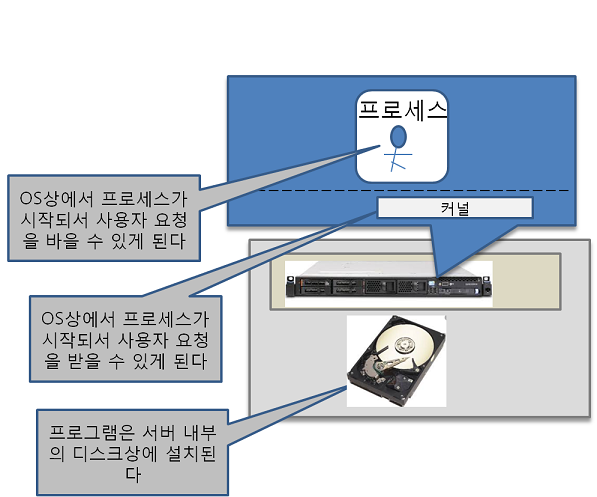 프로세스
OS상에서 프로세스가
시작되서 사용자 요청
을 바을 수 있게 된다
커널
OS상에서 프로세스가
시작되서 사용자 요청
을 받을 수 있게 된다
프로그램은 서버 내부
의 디스크상에 설치된
다